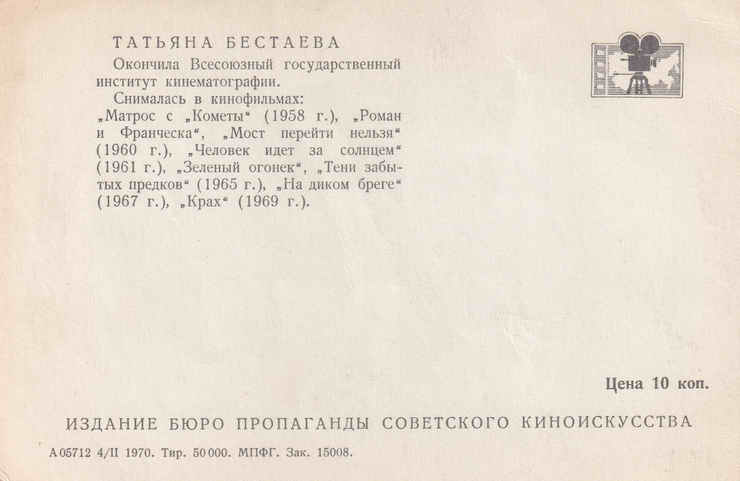 ТАТЬЯНА БЕСТАЕВА
Окончила Всесоюзный государственный
институт кинематографии.
Снималась в кинофильмах:
„Матрос с „Кометы“ (1958 г.), „Роман
и Франческа“, „Мост перейти нельзя“
(1960 г.), „Человек идет за солнцем“
(1961 г.), „Зеленый огонек“, „Тени забы-
тых предков“ (1965 г.), „На диком бреге“
(1967 г.), „Крах“ (1969 г.).
Цена 10 коп.
ИЗДАНИЕ БЮРО ПРОПАГАНДЫ СОВЕТСКОГО КИНОИСКУССТВА
А 05712 4/II 1970. Тир. 50 000. МПФГ. Зак. 15008.